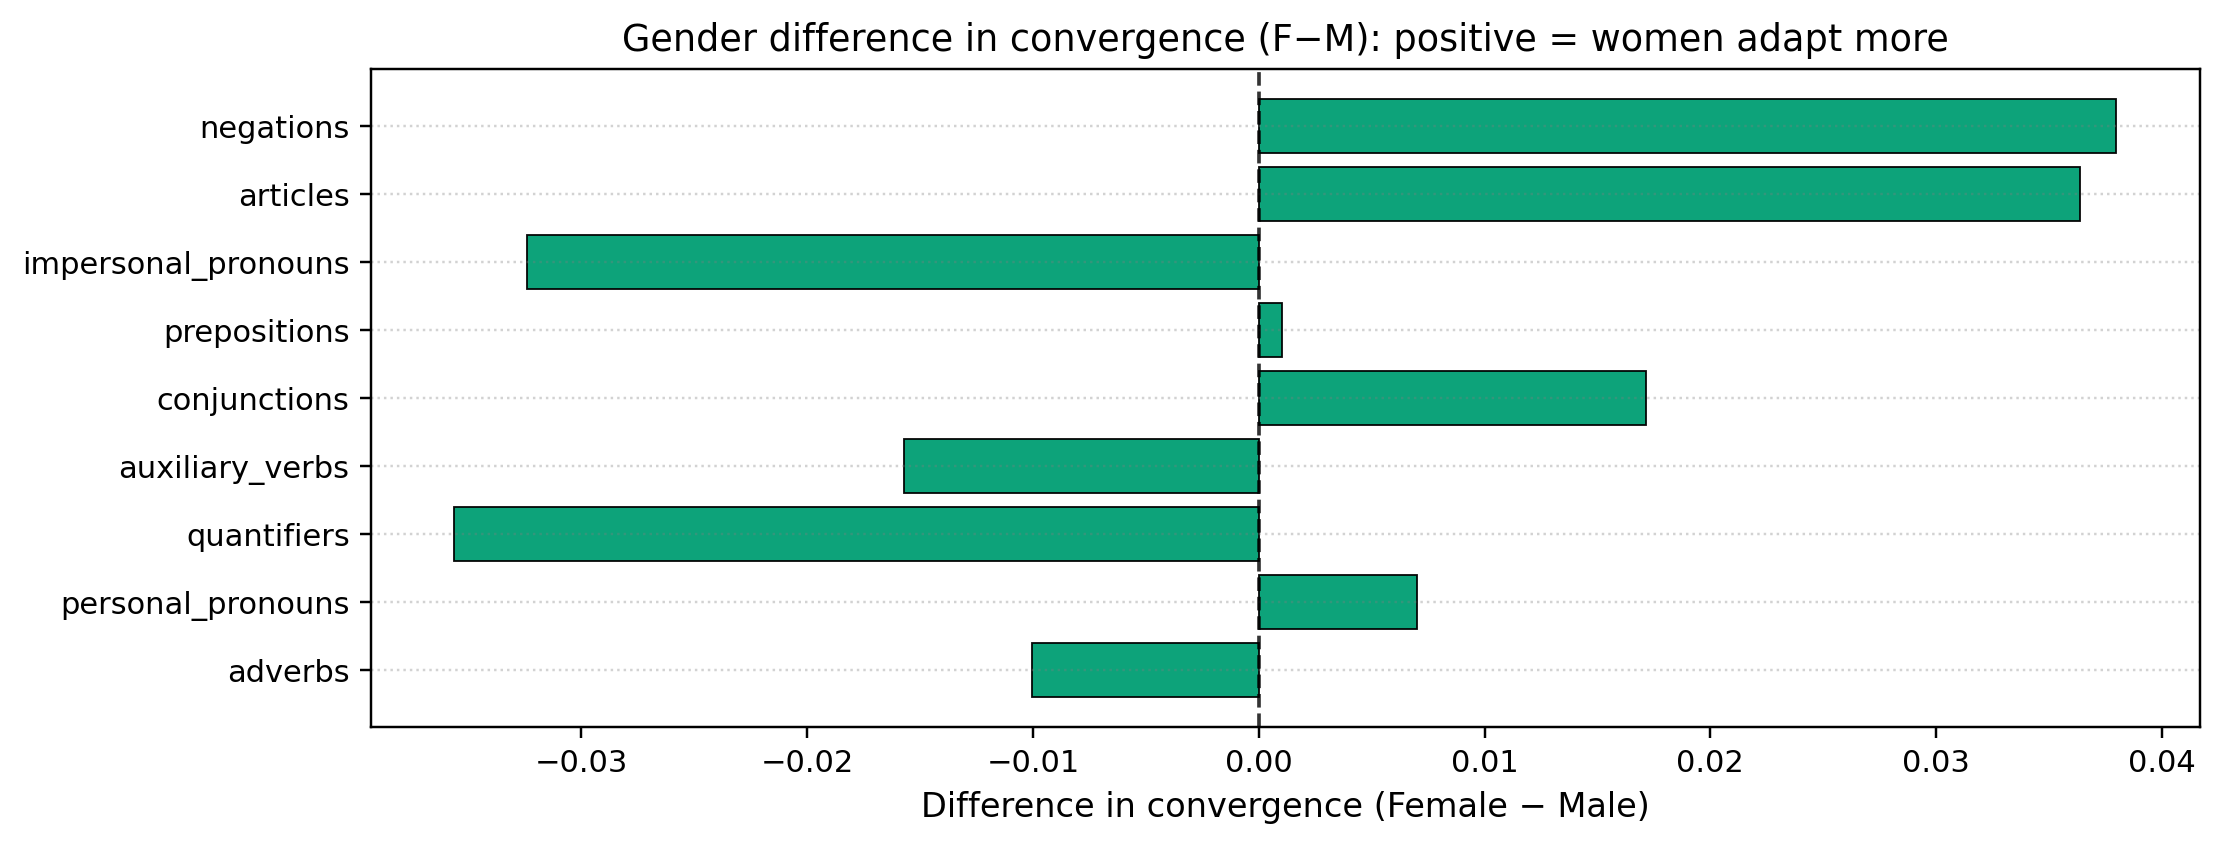 Gender difference in convergence (F−M): positive = women adapt more
negations
articles
impersonal_pronouns
prepositions
conjunctions
auxiliary_verbs
quantifiers
personal_pronouns
adverbs
−0.03 −0.02 −0.01 0.00 0.01 0.02 0.03 0.04
Difference in convergence (Female − Male)